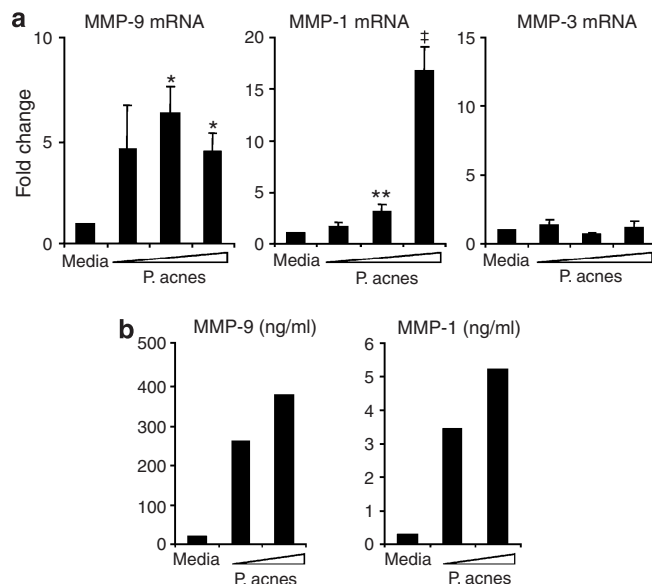 a
MMP-9 mRNA
MMP-1 mRNA
MMP-3 mRNA
Fold change
10
5
0
*
*
Media
P. acnes
20
15
10
5
0
**
‡
Media
P. acnes
15
10
5
0
Media
P. acnes
b
MMP-9 (ng/ml)
MMP-1 (ng/ml)
500
400
300
200
100
0
Media
P. acnes
6
5
4
3
2
1
0
Media
P. acnes